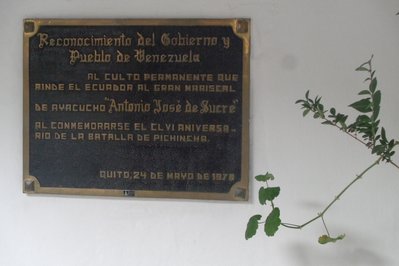 Reconocimiento del Gobierno y
Pueblo de Venezuela
AL CULTO PERMANENTE QUE
RINDE EL ECUADOR AL GRAN MARISCAL
DE AYACUCHO "Antonio José de Sucre"
AL CONMEMORARSE EL CLVI ANIVERSA-
RIO DE LA BATALLA DE PICHINCHA.
QUITO, 24 DE MAYO DE 1978